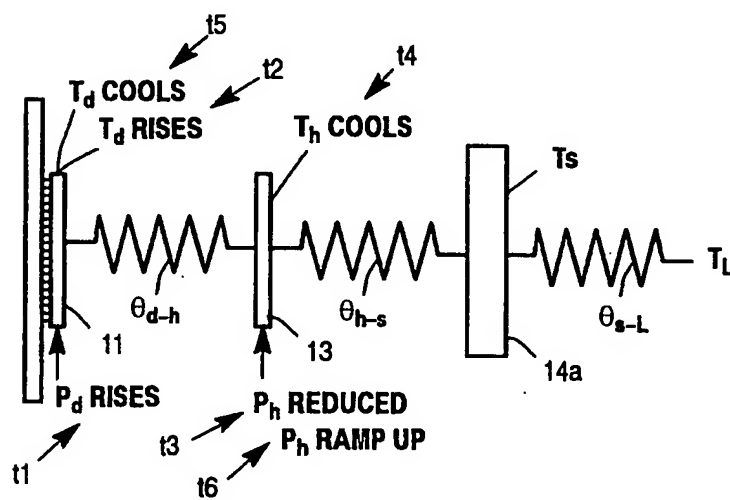 t5
t2
t4
T_d COOLS
T_d RISES
T_h COOLS
Ts
θ_d–h
θ_h–s
θ_s–L
T_L
11
13
14a
P_d RISES
P_h REDUCED
P_h RAMP UP
t1
t3
t6